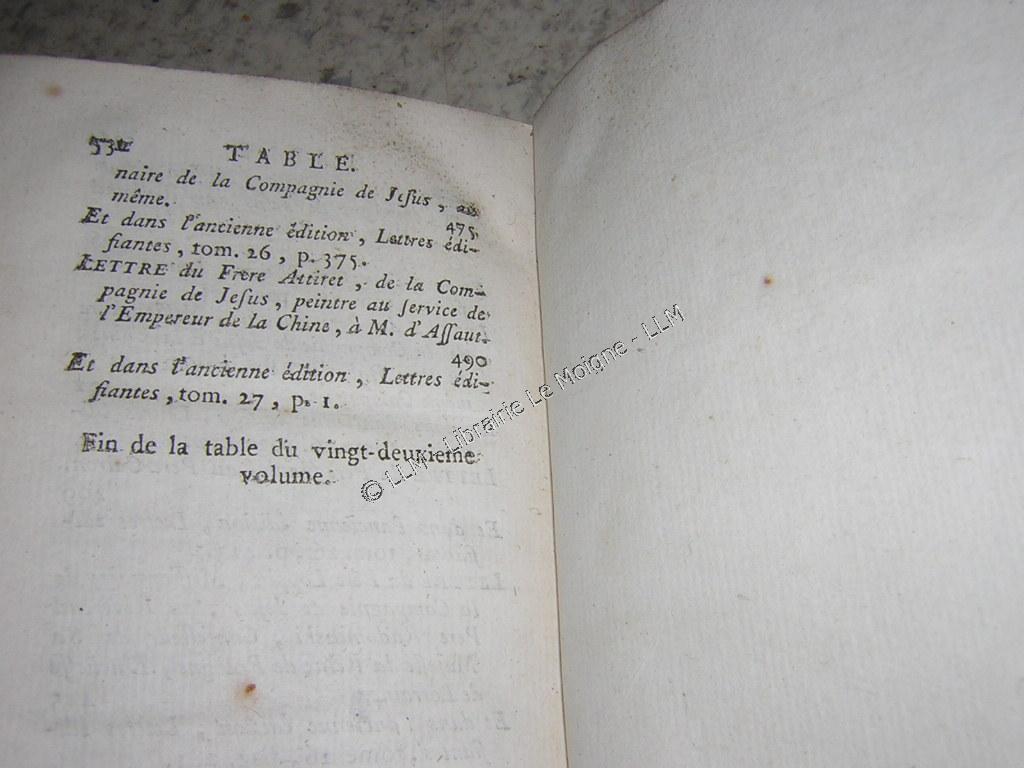 TABLE.
naire de la Compagnie de Jeſus, au
même. 475
Et dans l'ancienne édition, Lettres édi-
fiantes, tom. 26, p. 375.
LETTRE du Frere Attiret, de la Com-
pagnie de Jeſus, peintre au ſervice de
l'Empereur de la Chine, à M. d'Aſſaut.
490
Et dans l'ancienne édition, Lettres édi-
fiantes, tom. 27, p. 1.
Fin de la table du vingt-deuxieme
volume.
© LLM - Librairie Le Moigne - LLM